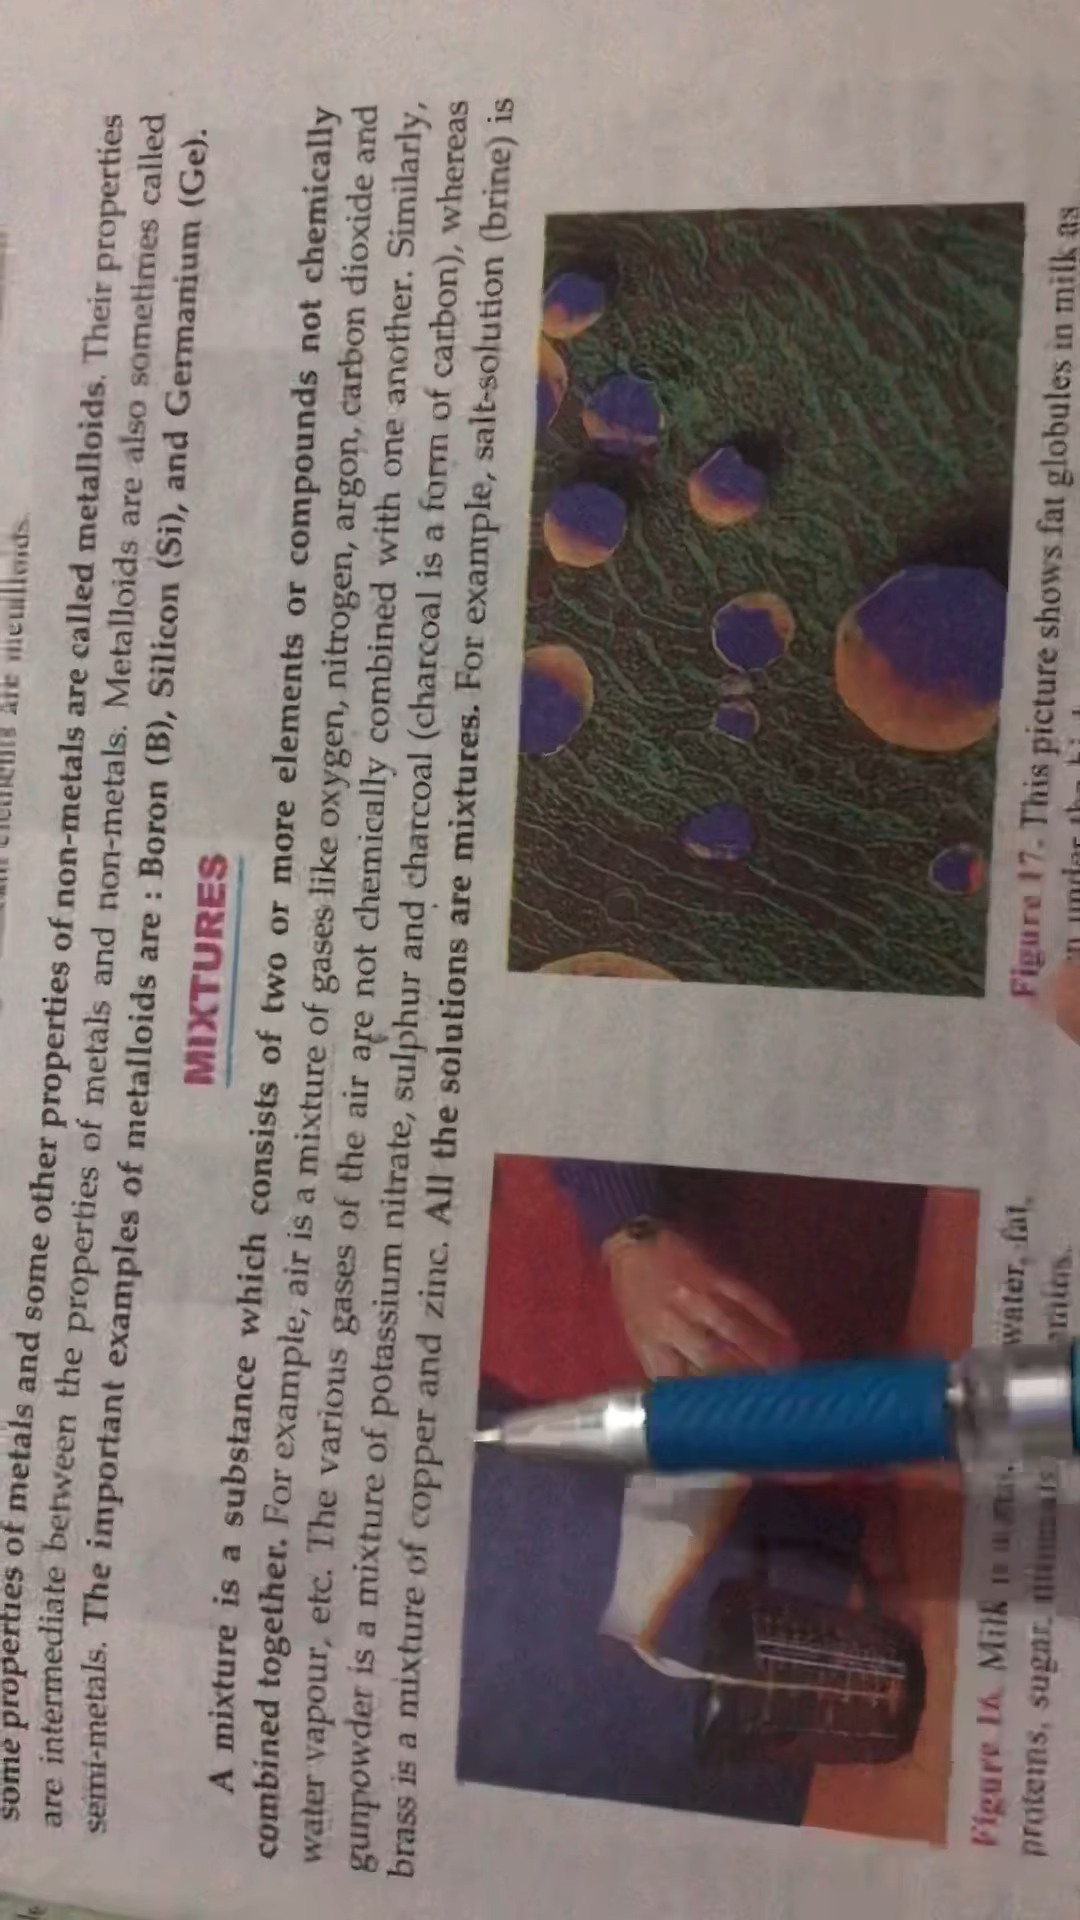 some properties of metals and some other properties of non-metals are called metalloids. Their properties
are intermediate between the properties of metals and non-metals. Metalloids are also sometimes called
semi-metals. The important examples of metalloids are : Boron (B), Silicon (Si), and Germanium (Ge).
MIXTURES
A mixture is a substance which consists of two or more elements or compounds not chemically
combined together. For example, air is a mixture of gases like oxygen, nitrogen, argon, carbon dioxide and
water vapour, etc. The various gases of the air are not chemically combined with one another. Similarly,
gunpowder is a mixture of potassium nitrate, sulphur and charcoal (charcoal is a form of carbon), whereas
brass is a mixture of copper and zinc. All the solutions are mixtures. For example, salt-solution (brine) is
Figure 16. Milk water, fat,
proteins, sugar,
Figure 17. This picture shows fat globules in milk as